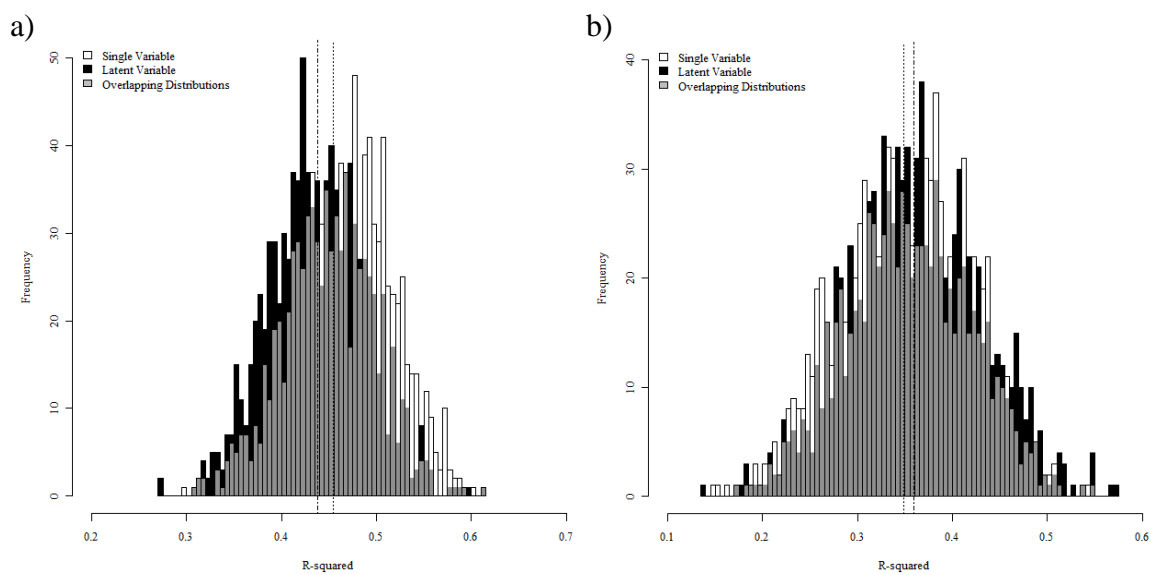 a)
Single Variable
Latent Variable
Overlapping Distributions
Frequency
50
40
30
20
10
0
0.2 0.3 0.4 0.5 0.6 0.7
R-squared
b)
Single Variable
Latent Variable
Overlapping Distributions
Frequency
40
30
20
10
0
0.1 0.2 0.3 0.4 0.5 0.6
R-squared